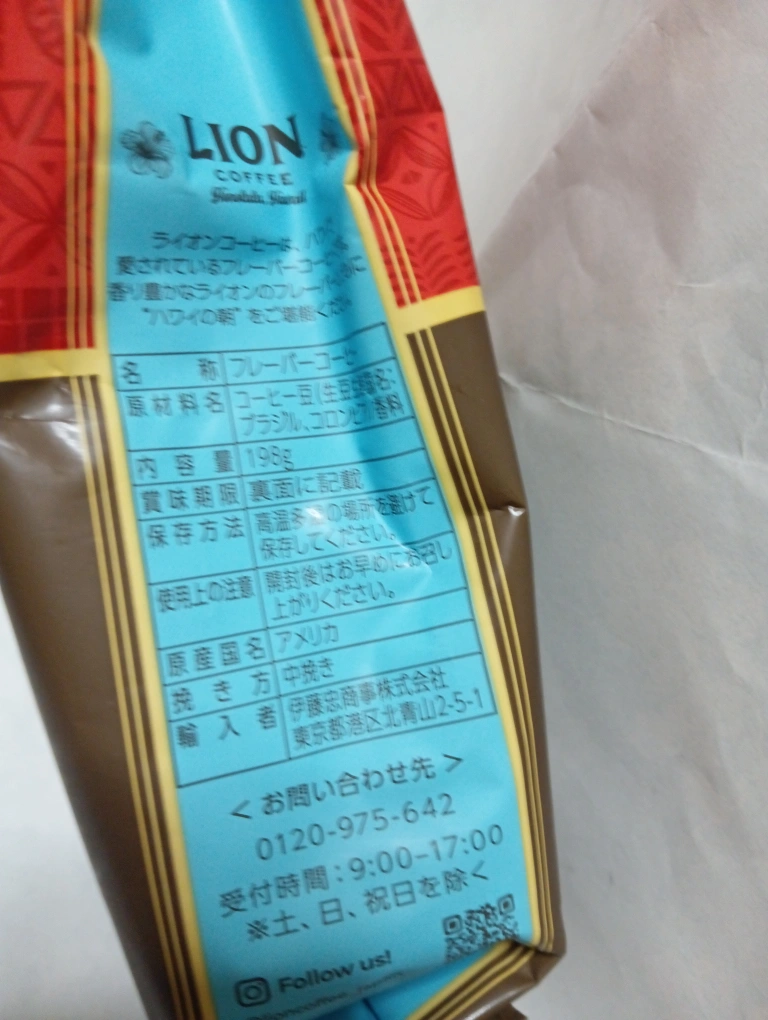 LION
COFFEE
Honolulu, Hawaii
ライオンコーヒーは、ハワイ
愛されているフレーバーコー
香り豊かなライオンのフレーバー
"ハワイの朝"をご堪能ください
名称 フレーバーコーヒー
原材料名 コーヒー豆(生豆生産国名:
ブラジル、コロンビア)/香料
内容量 198g
賞味期限 裏面に記載
保存方法 高温多湿の場所を避けて
保存してください。
使用上の注意 開封後はお早めにお召し
上がりください。
原産国名 アメリカ
挽き方 中挽き
輸入者 伊藤忠商事株式会社
東京都港区北青山2-5-1
<お問い合わせ先>
0120-975-642
受付時間:9:00–17:00
※土、日、祝日を除く
Follow us!